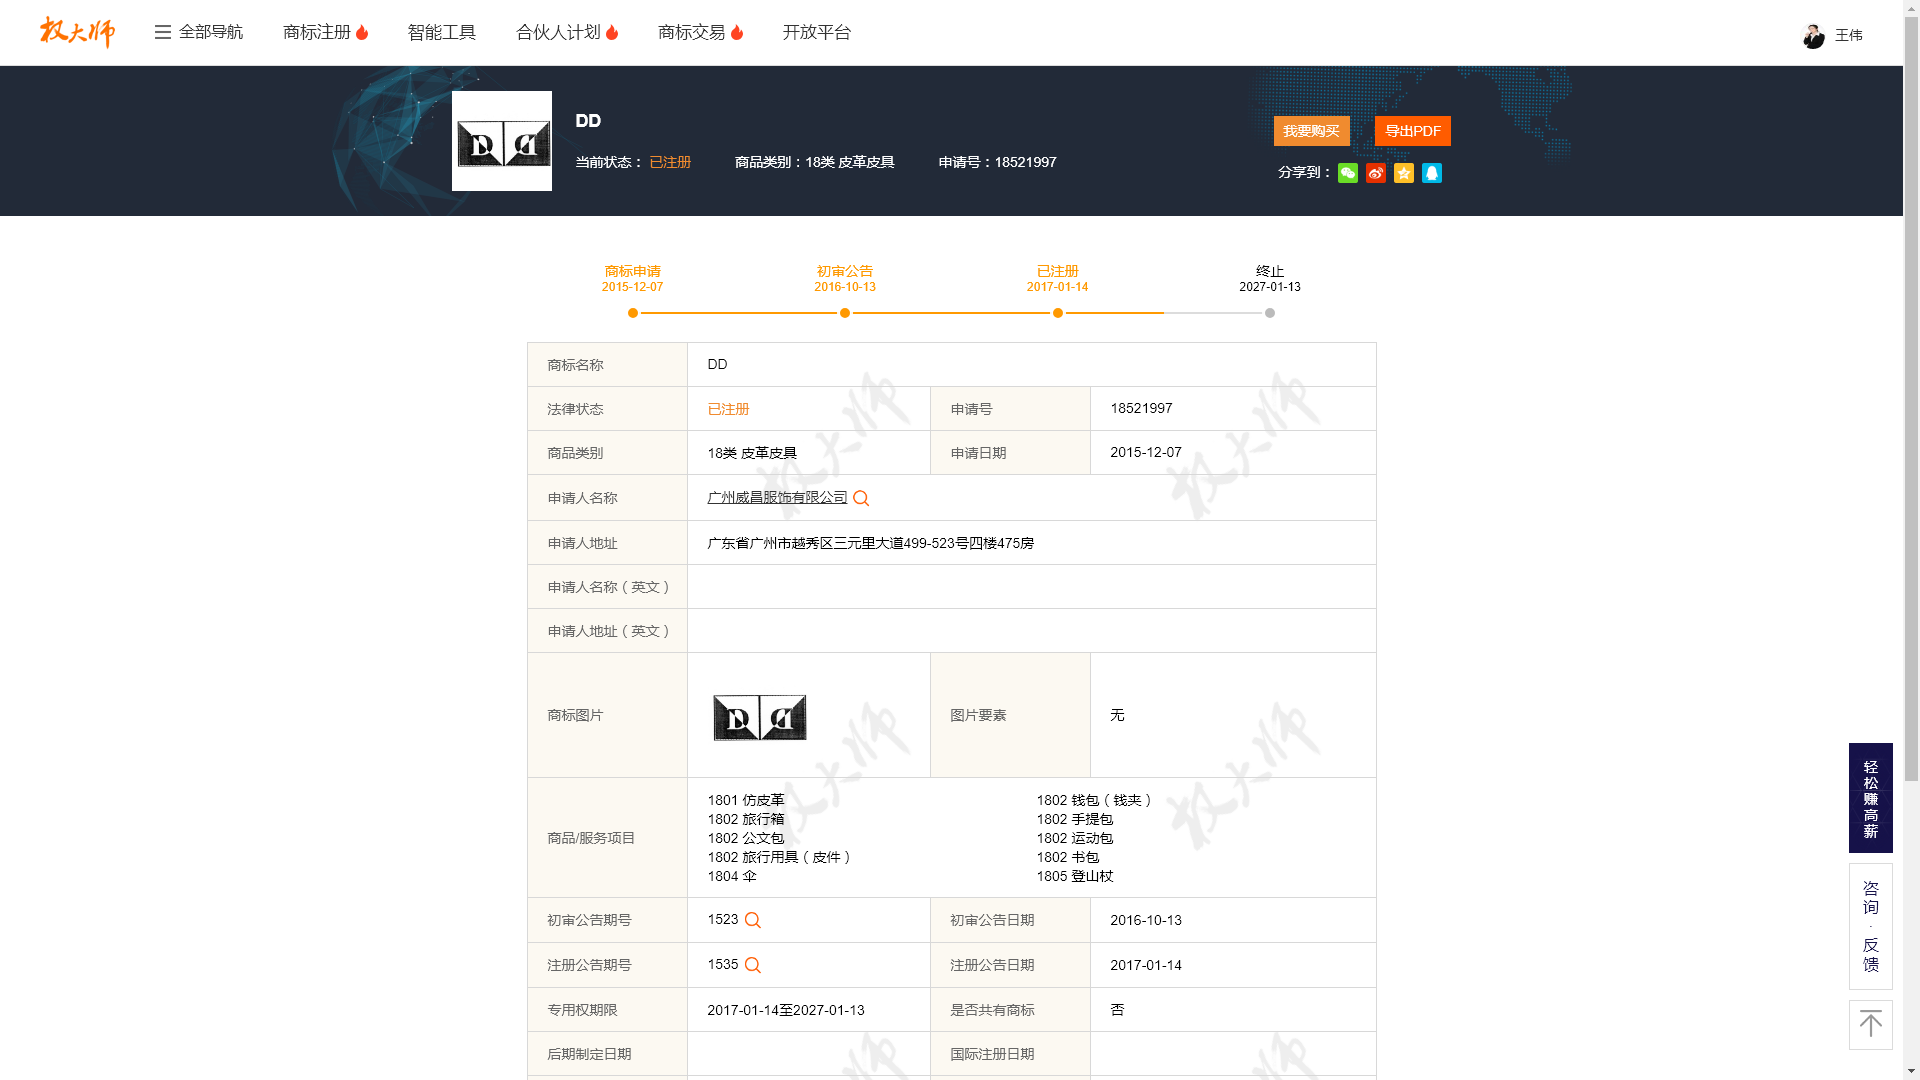 权大师
全部导航
商标注册
智能工具
合伙人计划
商标交易
开放平台
王伟
DD
DD
当前状态： 已注册
商品类别：18类 皮革皮具
申请号：18521997
我要购买
导出PDF
分享到：
商标申请
2015-12-07
初审公告
2016-10-13
已注册
2017-01-14
终止
2027-01-13
商标名称 DD
法律状态 已注册 申请号 18521997
商品类别 18类 皮革皮具 申请日期 2015-12-07
申请人名称 广州威昌服饰有限公司
申请人地址 广东省广州市越秀区三元里大道499-523号四楼475房
申请人名称（英文）
申请人地址（英文）
商标图片 DD 图片要素 无
商品/服务项目
1801 仿皮革 1802 钱包（钱夹）
1802 旅行箱 1802 手提包
1802 公文包 1802 运动包
1802 旅行用具（皮件） 1802 书包
1804 伞 1805 登山杖
初审公告期号 1523 初审公告日期 2016-10-13
注册公告期号 1535 注册公告日期 2017-01-14
专用权期限 2017-01-14至2027-01-13 是否共有商标 否
后期制定日期 国际注册日期
权大师
权大师
权大师
权大师
轻松赚高薪
咨询·反馈